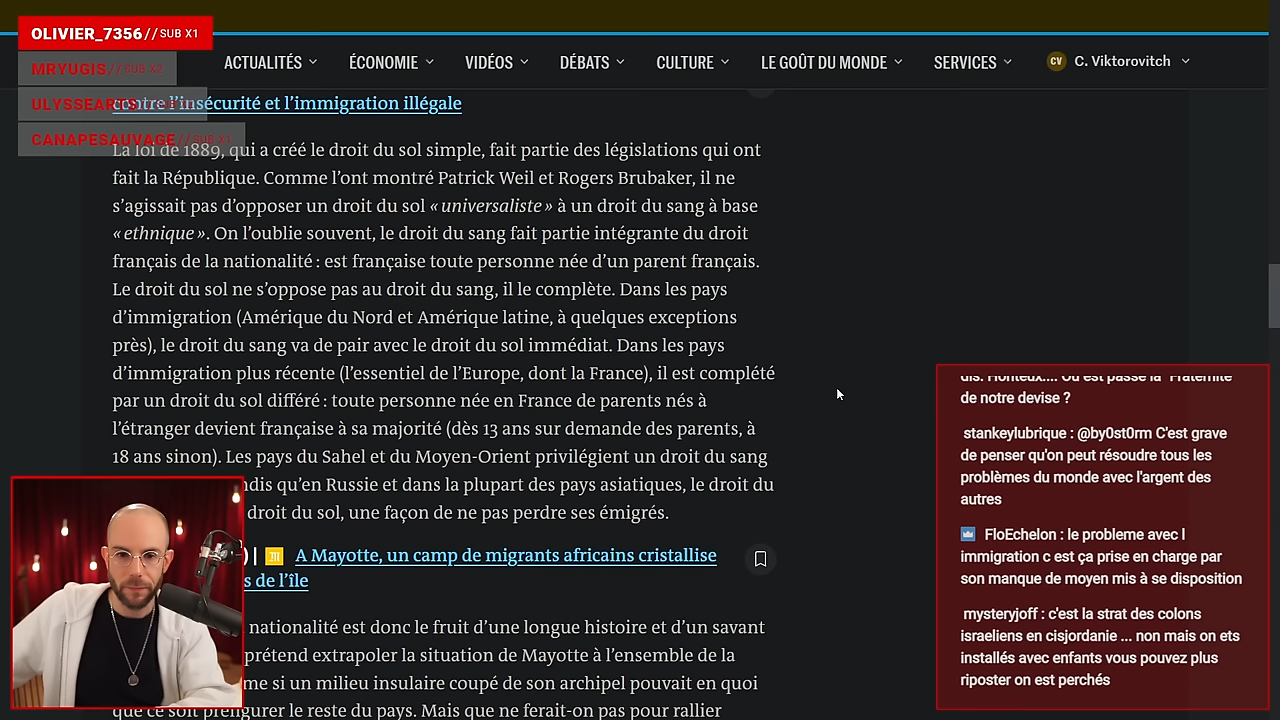 OLIVIER_7356//SUB X1
MRYUGIS//SUB X2
ULYSSEARTS
CANAPESAUVAGE//SUB X1
ACTUALITÉS
ÉCONOMIE
VIDÉOS
DÉBATS
CULTURE
LE GOÛT DU MONDE
SERVICES
CV
C. Viktorovitch
contre l'insécurité et l'immigration illégale
La loi de 1889, qui a créé le droit du sol simple, fait partie des législations qui ont
fait la République. Comme l'ont montré Patrick Weil et Rogers Brubaker, il ne
s'agissait pas d'opposer un droit du sol « universaliste » à un droit du sang à base
« ethnique ». On l'oublie souvent, le droit du sang fait partie intégrante du droit
français de la nationalité : est française toute personne née d'un parent français.
Le droit du sol ne s'oppose pas au droit du sang, il le complète. Dans les pays
d'immigration (Amérique du Nord et Amérique latine, à quelques exceptions
près), le droit du sang va de pair avec le droit du sol immédiat. Dans les pays
d'immigration plus récente (l'essentiel de l'Europe, dont la France), il est complété
par un droit du sol différé : toute personne née en France de parents nés à
l'étranger devient française à sa majorité (dès 13 ans sur demande des parents, à
18 ans sinon). Les pays du Sahel et du Moyen-Orient privilégient un droit du sang
ndis qu'en Russie et dans la plupart des pays asiatiques, le droit du
droit du sol, une façon de ne pas perdre ses émigrés.
) | A Mayotte, un camp de migrants africains cristallise
s de l'île
nationalité est donc le fruit d'une longue histoire et d'un savant
prétend extrapoler la situation de Mayotte à l'ensemble de la
me si un milieu insulaire coupé de son archipel pouvait en quoi
que ce soit préfigurer le reste du pays. Mais que ne ferait-on pas pour rallier
dis. Honteux.... Ou est passé la "Fraternité"
de notre devise ?
stankeylubrique : @by0st0rm C'est grave
de penser qu'on peut résoudre tous les
problèmes du monde avec l'argent des
autres
FloEchelon : le probleme avec l
immigration c est ça prise en charge par
son manque de moyen mis à se disposition
mysteryjoff : c'est la strat des colons
israeliens en cisjordanie ... non mais on ets
installés avec enfants vous pouvez plus
riposter on est perchés